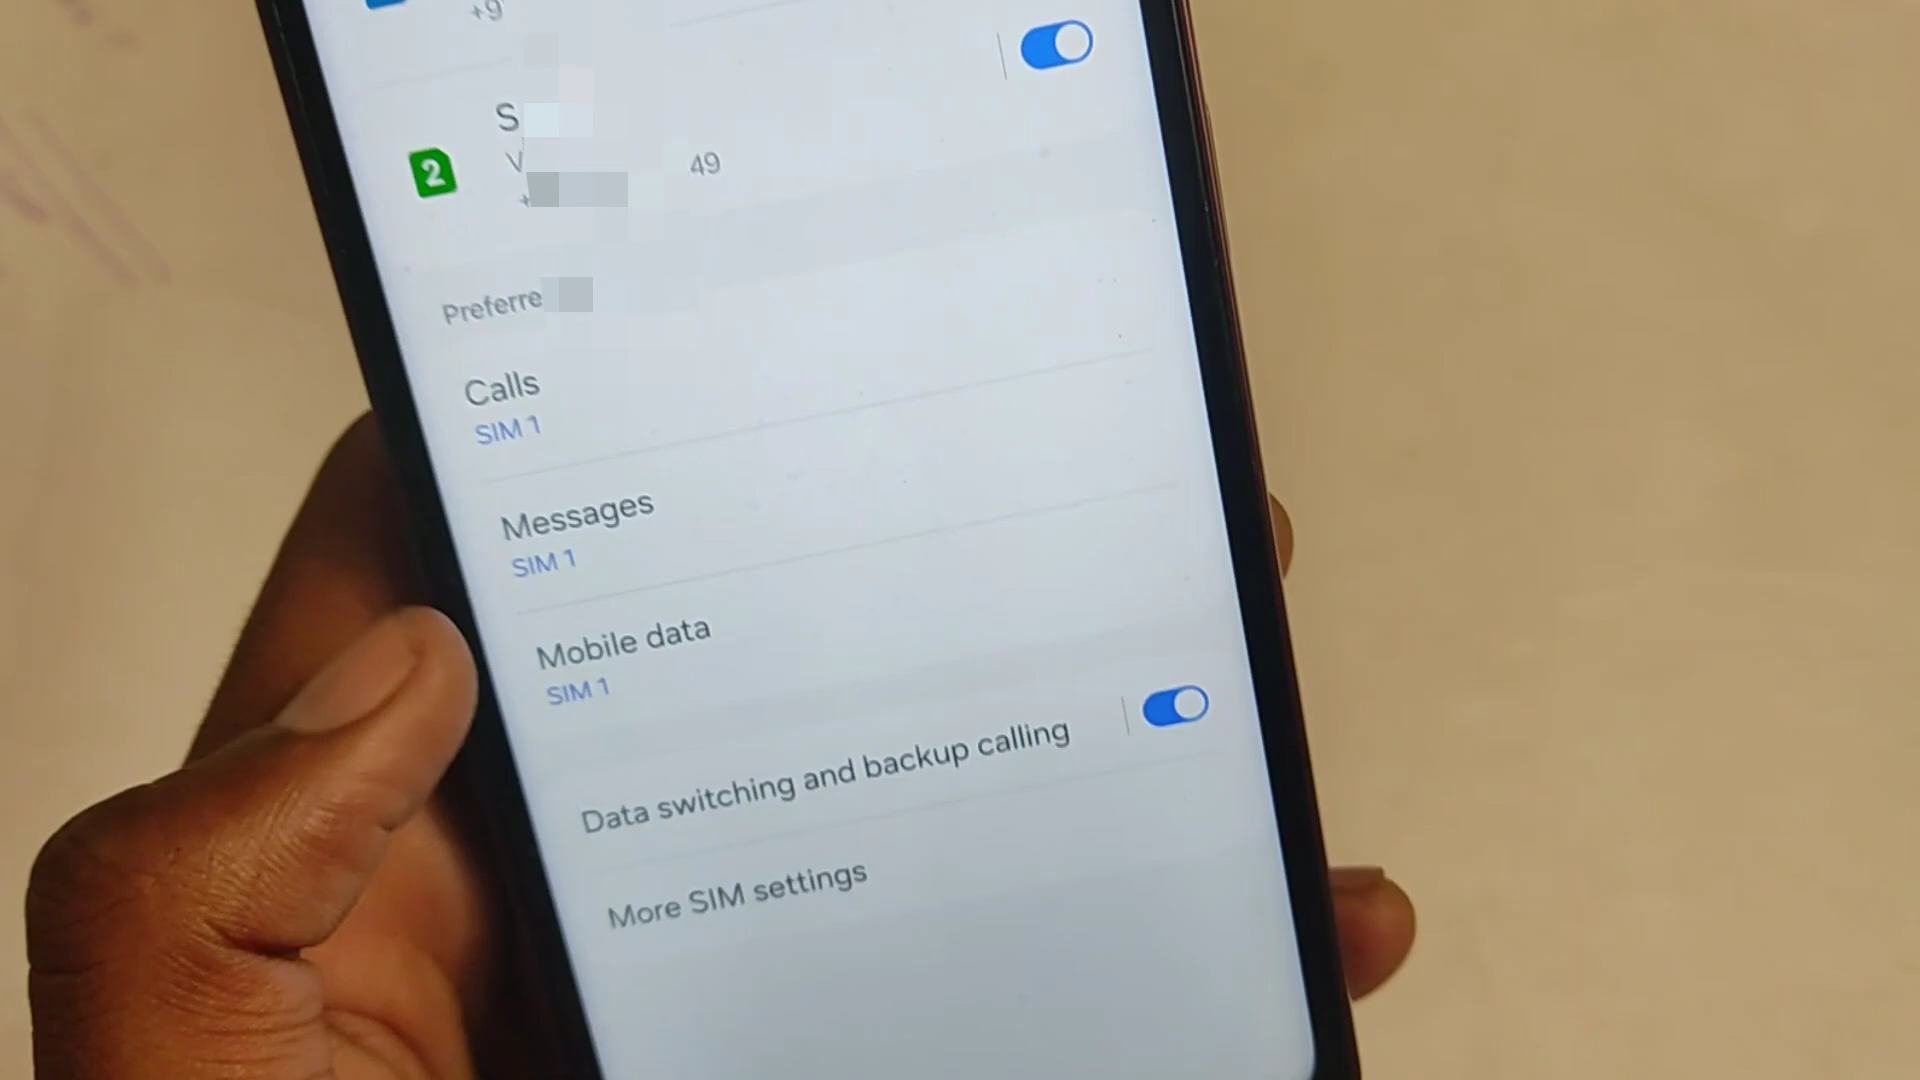 +9
S
2
V 49
+
Preferre
Calls
SIM 1
Messages
SIM 1
Mobile data
SIM 1
Data switching and backup calling
More SIM settings